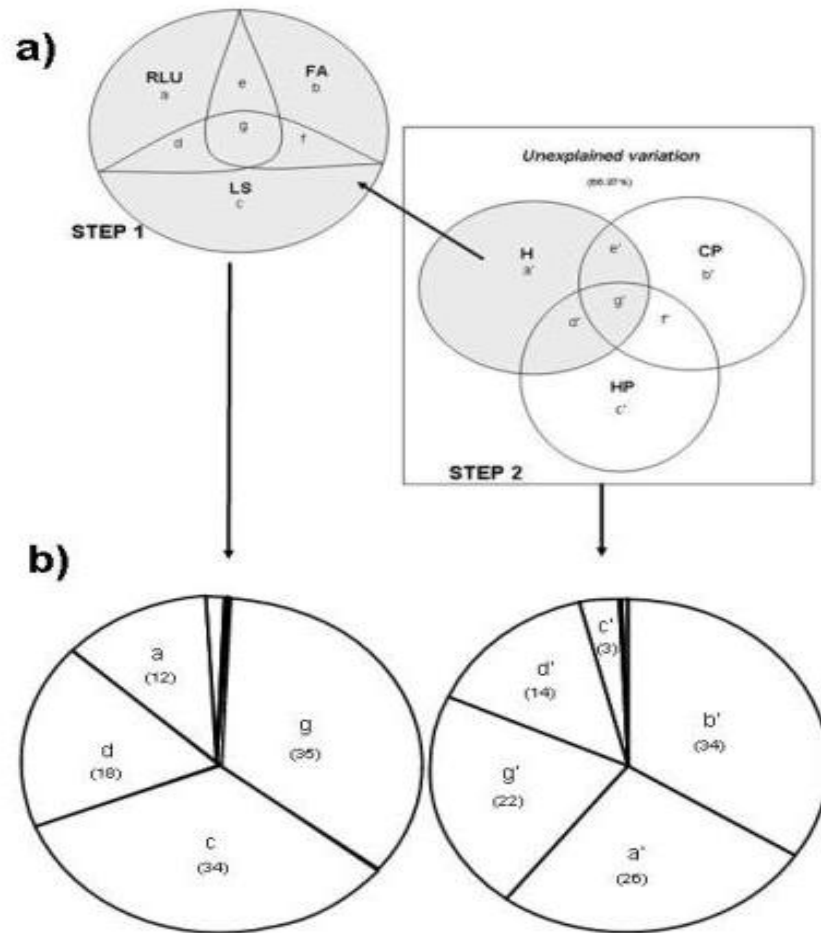 a)
RLU
a
e
FA
b
g
d
f
LS
c
STEP 1
Unexplained variation
H
a'
e'
CP
b'
g'
d'
f'
HP
c'
STEP 2
b)
a
(12)
g
(35)
d
(18)
c
(34)
c'
(3)
d'
(14)
b'
(34)
g'
(22)
a'
(26)